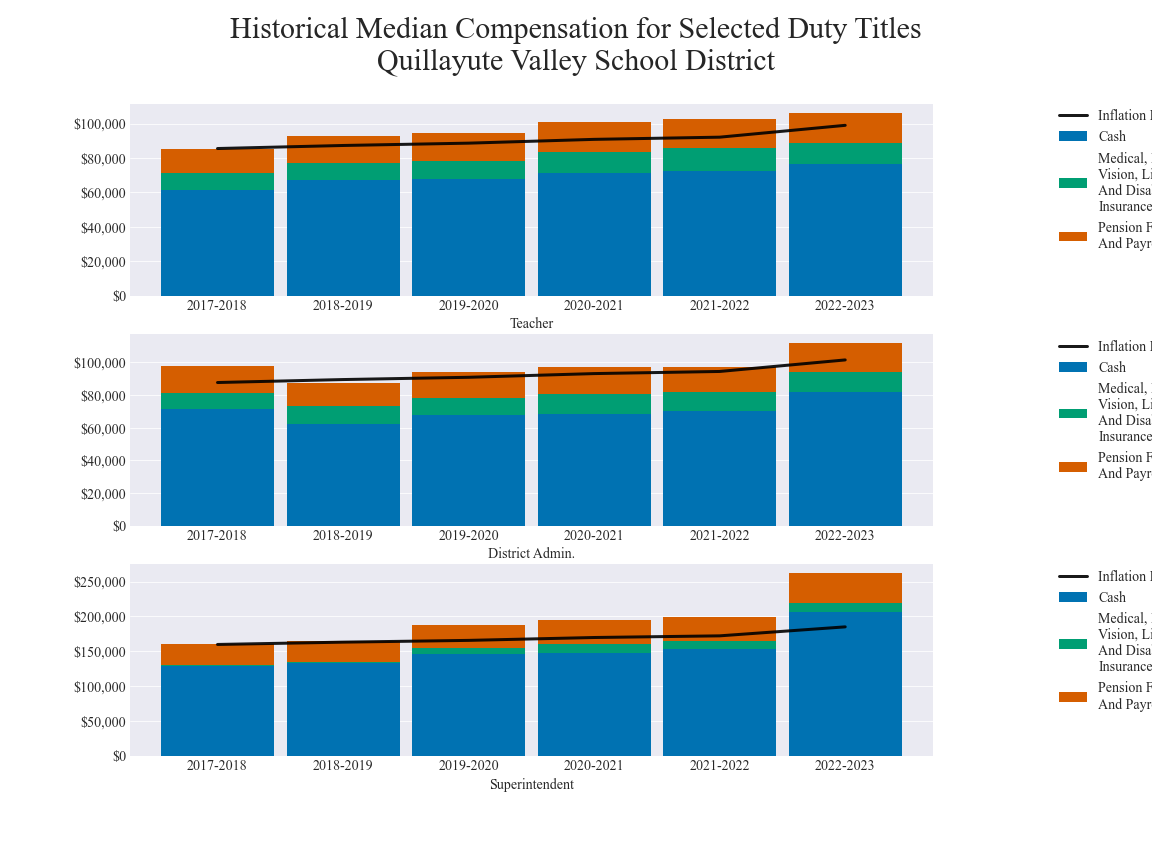 Historical Median Compensation for Selected Duty Titles
Quillayute Valley School District
$100,000
$80,000
$60,000
$40,000
$20,000
$0
2017-2018 2018-2019 2019-2020 2020-2021 2021-2022 2022-2023
Teacher
Inflation
Cash
Medical,
Vision,
And
Insurance
Pension
And
$100,000
$80,000
$60,000
$40,000
$20,000
$0
2017-2018 2018-2019 2019-2020 2020-2021 2021-2022 2022-2023
District Admin.
Inflation
Cash
Medical,
Vision,
And
Insurance
Pension
And
$250,000
$200,000
$150,000
$100,000
$50,000
$0
2017-2018 2018-2019 2019-2020 2020-2021 2021-2022 2022-2023
Superintendent
Inflation
Cash
Medical,
Vision,
And
Insurance
Pension
And